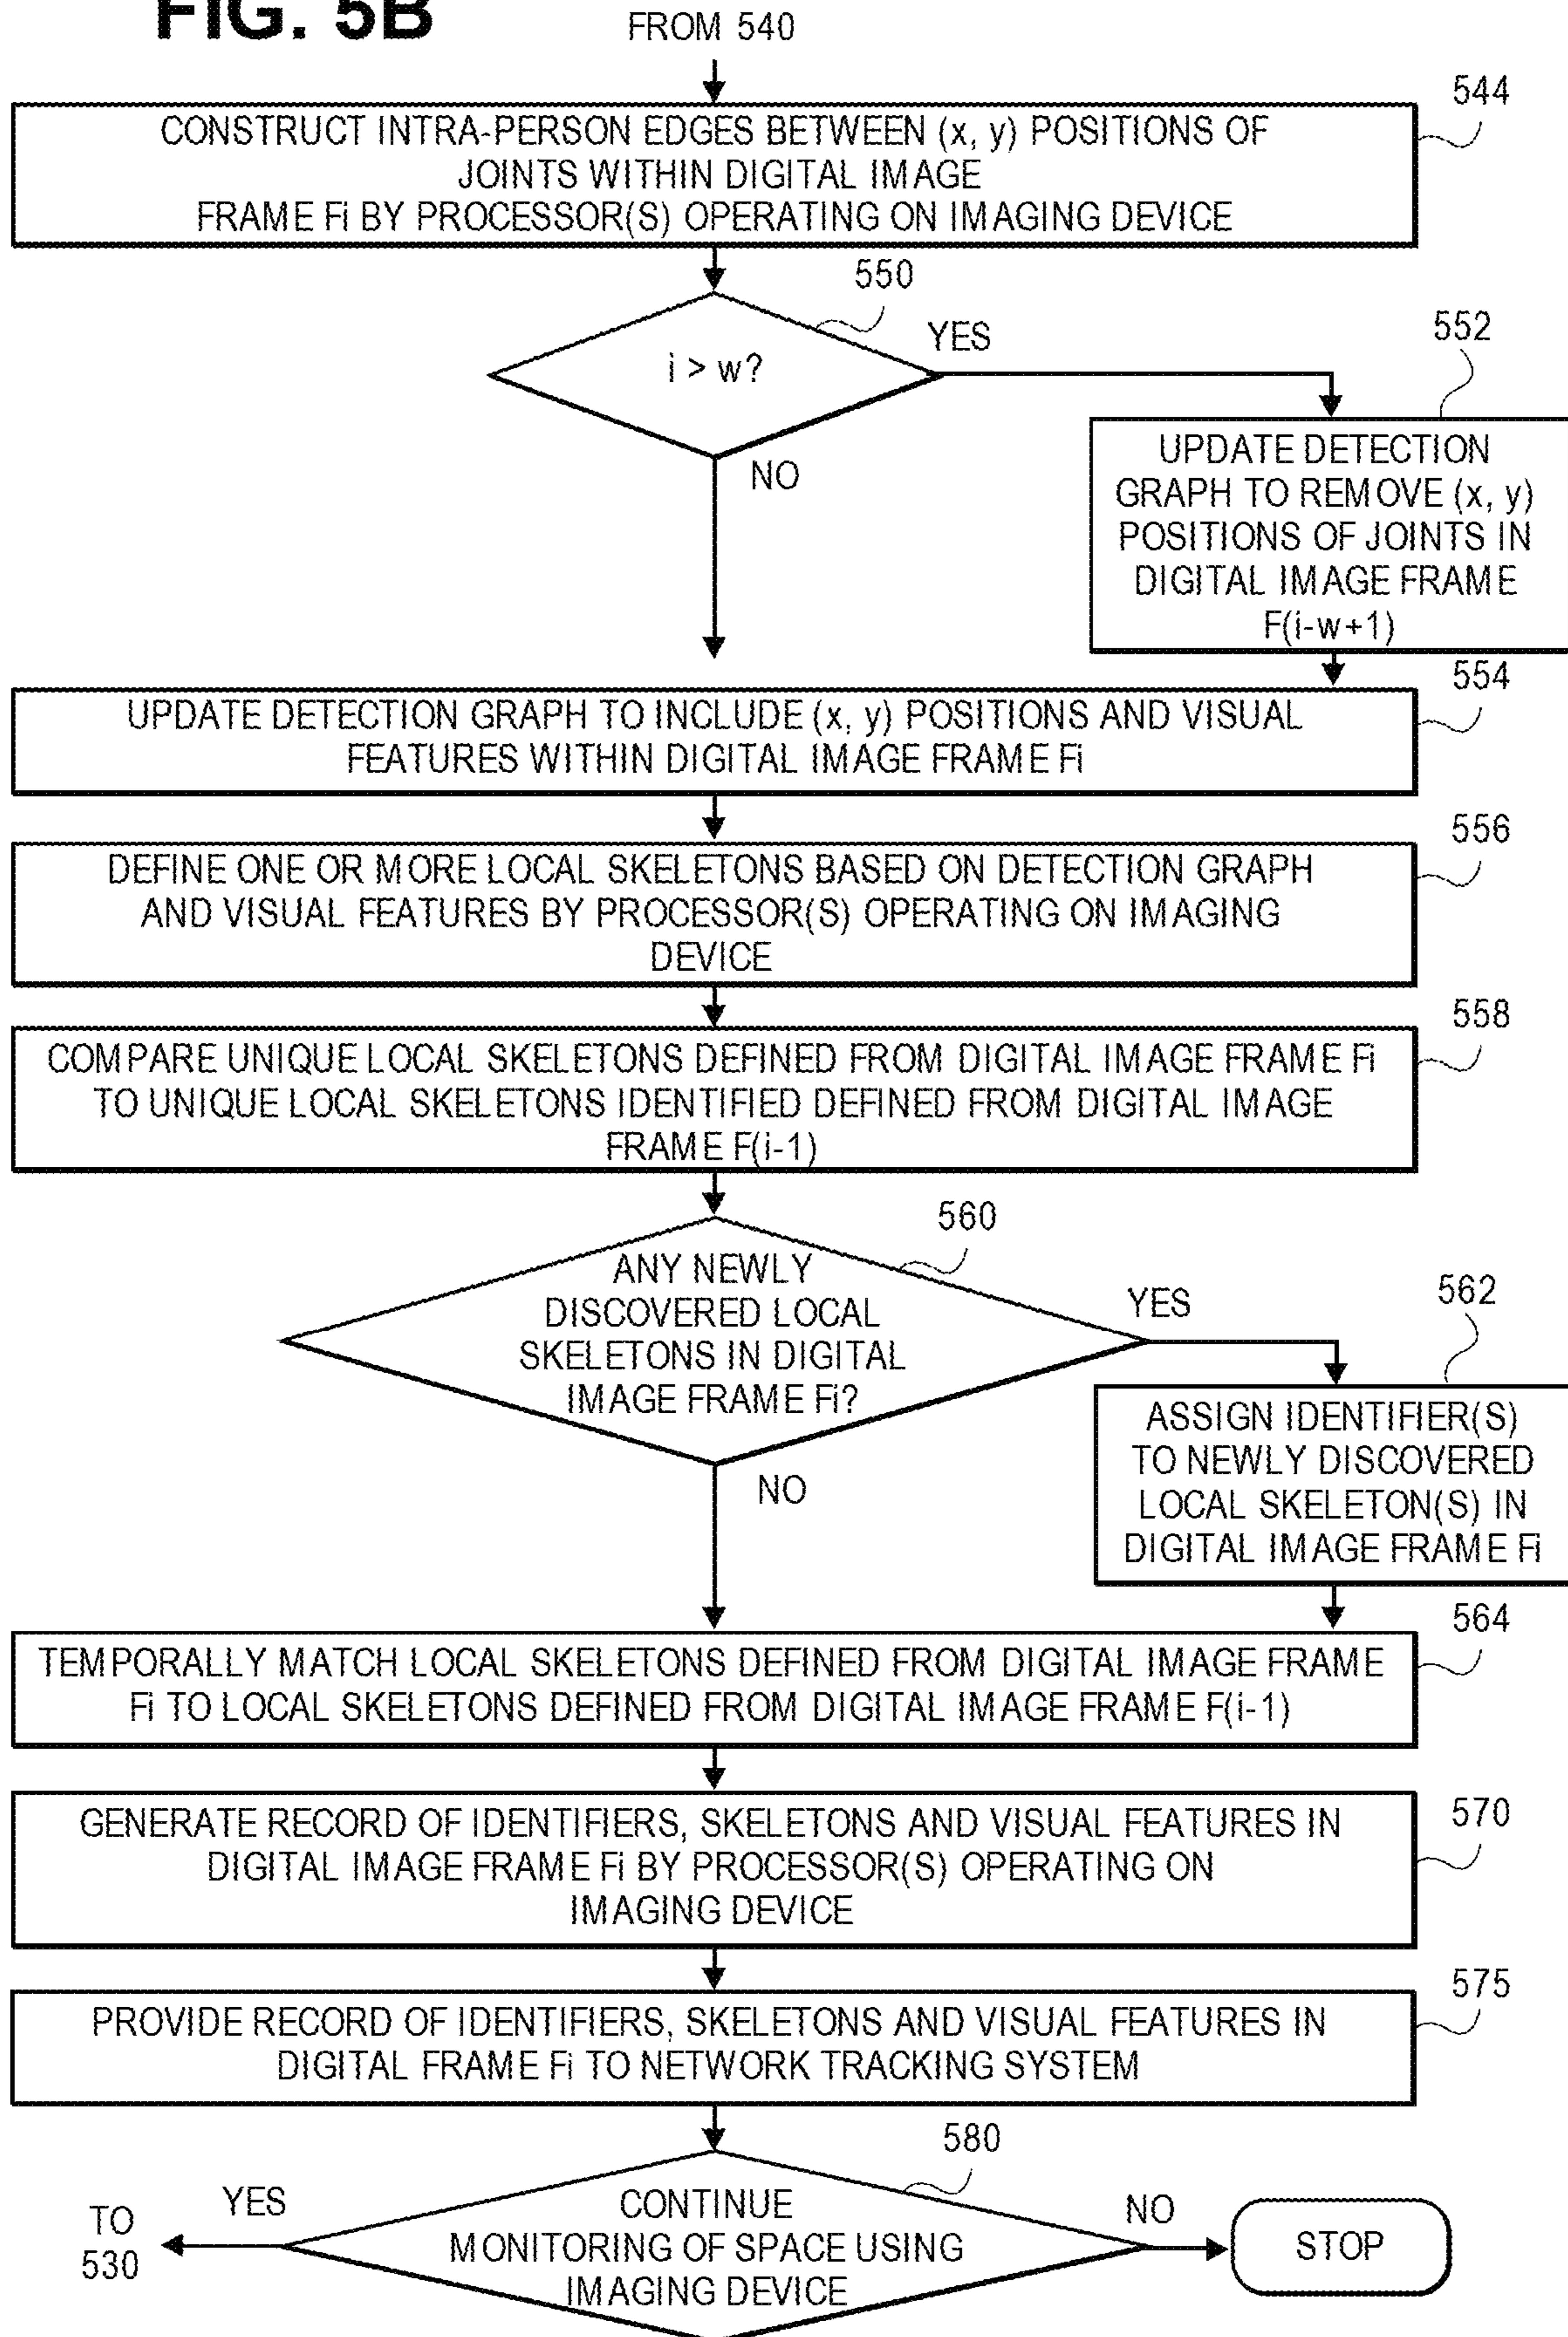 FIG. 5B
FROM 540
544
CONSTRUCT INTRA-PERSON EDGES BETWEEN (x, y) POSITIONS OF
JOINTS WITHIN DIGITAL IMAGE
FRAME Fi BY PROCESSOR(S) OPERATING ON IMAGING DEVICE
550
i > w?
YES
NO
552
UPDATE DETECTION
GRAPH TO REMOVE (x, y)
POSITIONS OF JOINTS IN
DIGITAL IMAGE FRAME
F(i-w+1)
554
UPDATE DETECTION GRAPH TO INCLUDE (x, y) POSITIONS AND VISUAL
FEATURES WITHIN DIGITAL IMAGE FRAME Fi
556
DEFINE ONE OR MORE LOCAL SKELETONS BASED ON DETECTION GRAPH
AND VISUAL FEATURES BY PROCESSOR(S) OPERATING ON IMAGING
DEVICE
558
COMPARE UNIQUE LOCAL SKELETONS DEFINED FROM DIGITAL IMAGE FRAME Fi
TO UNIQUE LOCAL SKELETONS IDENTIFIED DEFINED FROM DIGITAL IMAGE
FRAME F(i-1)
560
ANY NEWLY
DISCOVERED LOCAL
SKELETONS IN DIGITAL
IMAGE FRAME Fi?
YES
NO
562
ASSIGN IDENTIFIER(S)
TO NEWLY DISCOVERED
LOCAL SKELETON(S) IN
DIGITAL IMAGE FRAME Fi
564
TEMPORALLY MATCH LOCAL SKELETONS DEFINED FROM DIGITAL IMAGE FRAME
Fi TO LOCAL SKELETONS DEFINED FROM DIGITAL IMAGE FRAME F(i-1)
570
GENERATE RECORD OF IDENTIFIERS, SKELETONS AND VISUAL FEATURES IN
DIGITAL IMAGE FRAME Fi BY PROCESSOR(S) OPERATING ON
IMAGING DEVICE
575
PROVIDE RECORD OF IDENTIFIERS, SKELETONS AND VISUAL FEATURES IN
DIGITAL FRAME Fi TO NETWORK TRACKING SYSTEM
580
CONTINUE
MONITORING OF SPACE USING
IMAGING DEVICE
YES
TO
530
NO
STOP